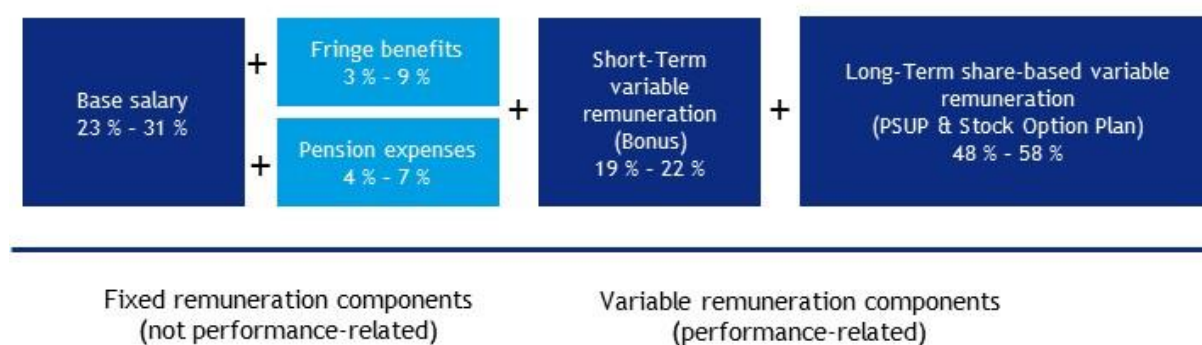 Base salary
23 % - 31 %
+
Fringe benefits
3 % - 9 %
+
Pension expenses
4 % - 7 %
+
Short-Term
variable
remuneration
(Bonus)
19 % - 22 %
+
Long-Term share-based variable
remuneration
(PSUP & Stock Option Plan)
48 % - 58 %
Fixed remuneration components
(not performance-related)
Variable remuneration components
(performance-related)